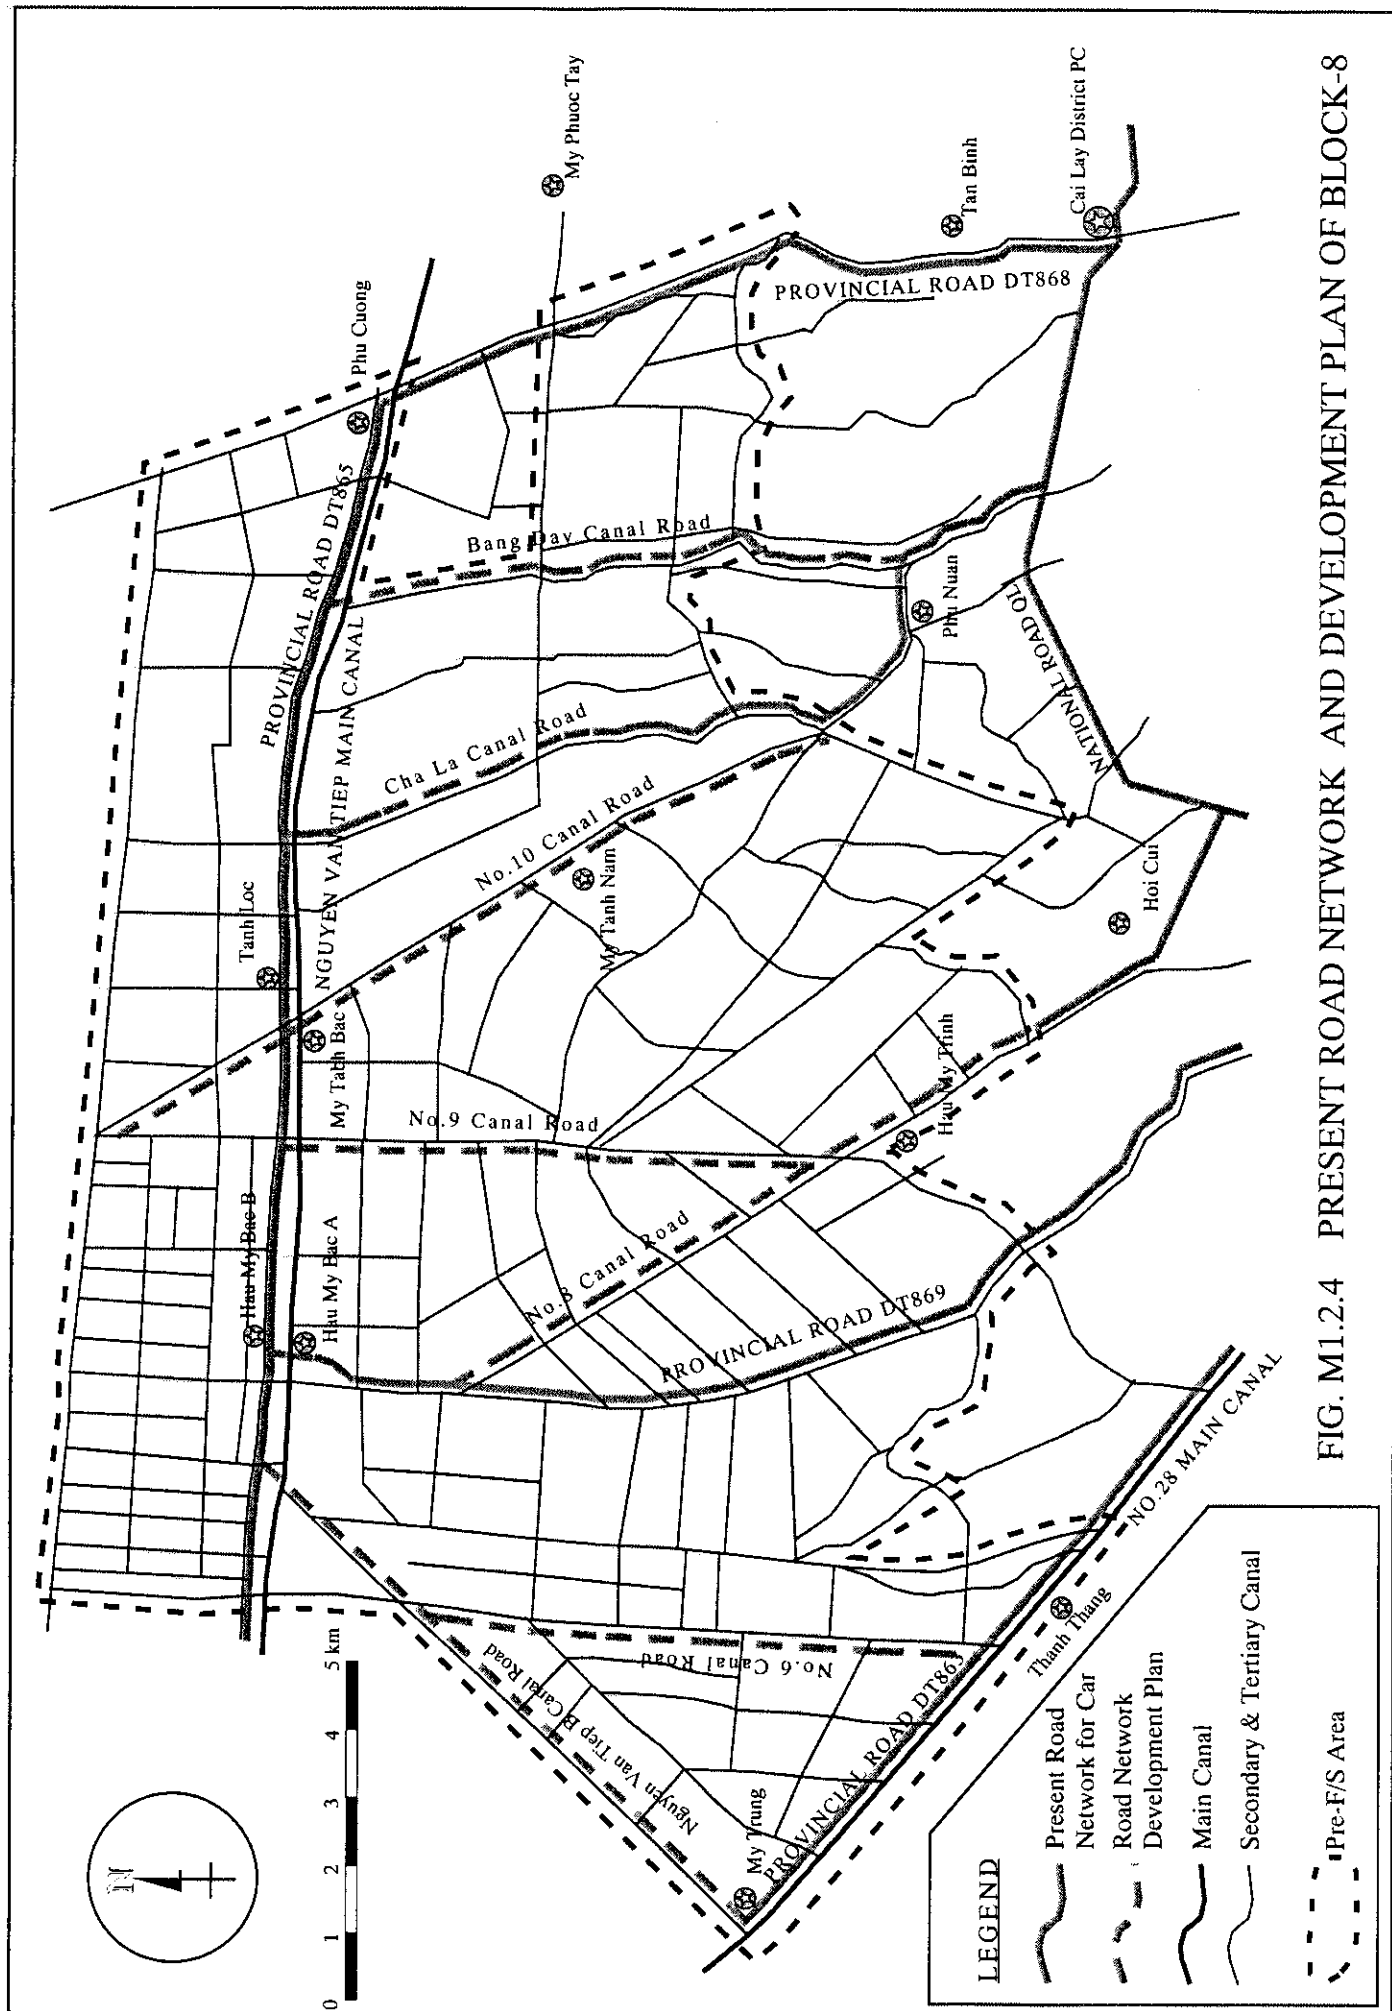 N
0 1 2 3 4 5 km
PROVINCIAL ROAD DT865
Phu Cuong
My Phuoc Tay
Tanh Loc
NGUYEN VAN TIEP MAIN CANAL
Hau My Bac B
Hau My Bac A
My Tanh Bac
Bang Day Canal Road
Cha La Canal Road
No.10 Canal Road
No.9 Canal Road
No.8 Canal Road
My Tanh Nam
Nguyen Van Tiep B Canal Road
No.6 Canal Road
My Trung
PROVINCIAL ROAD DT863
PROVINCIAL ROAD DT869
Hau My Trinh
Phu Nuan
PROVINCIAL ROAD DT868
Tan Binh
Cai Lay District PC
NATIONAL ROAD QL
Hoi Cui
Thanh Thang
NO.28 MAIN CANAL
LEGEND
Present Road
Network for Car
Road Network
Development Plan
Main Canal
Secondary & Tertiary Canal
Pre-F/S Area
FIG. M1.2.4 PRESENT ROAD NETWORK AND DEVELOPMENT PLAN OF BLOCK-8